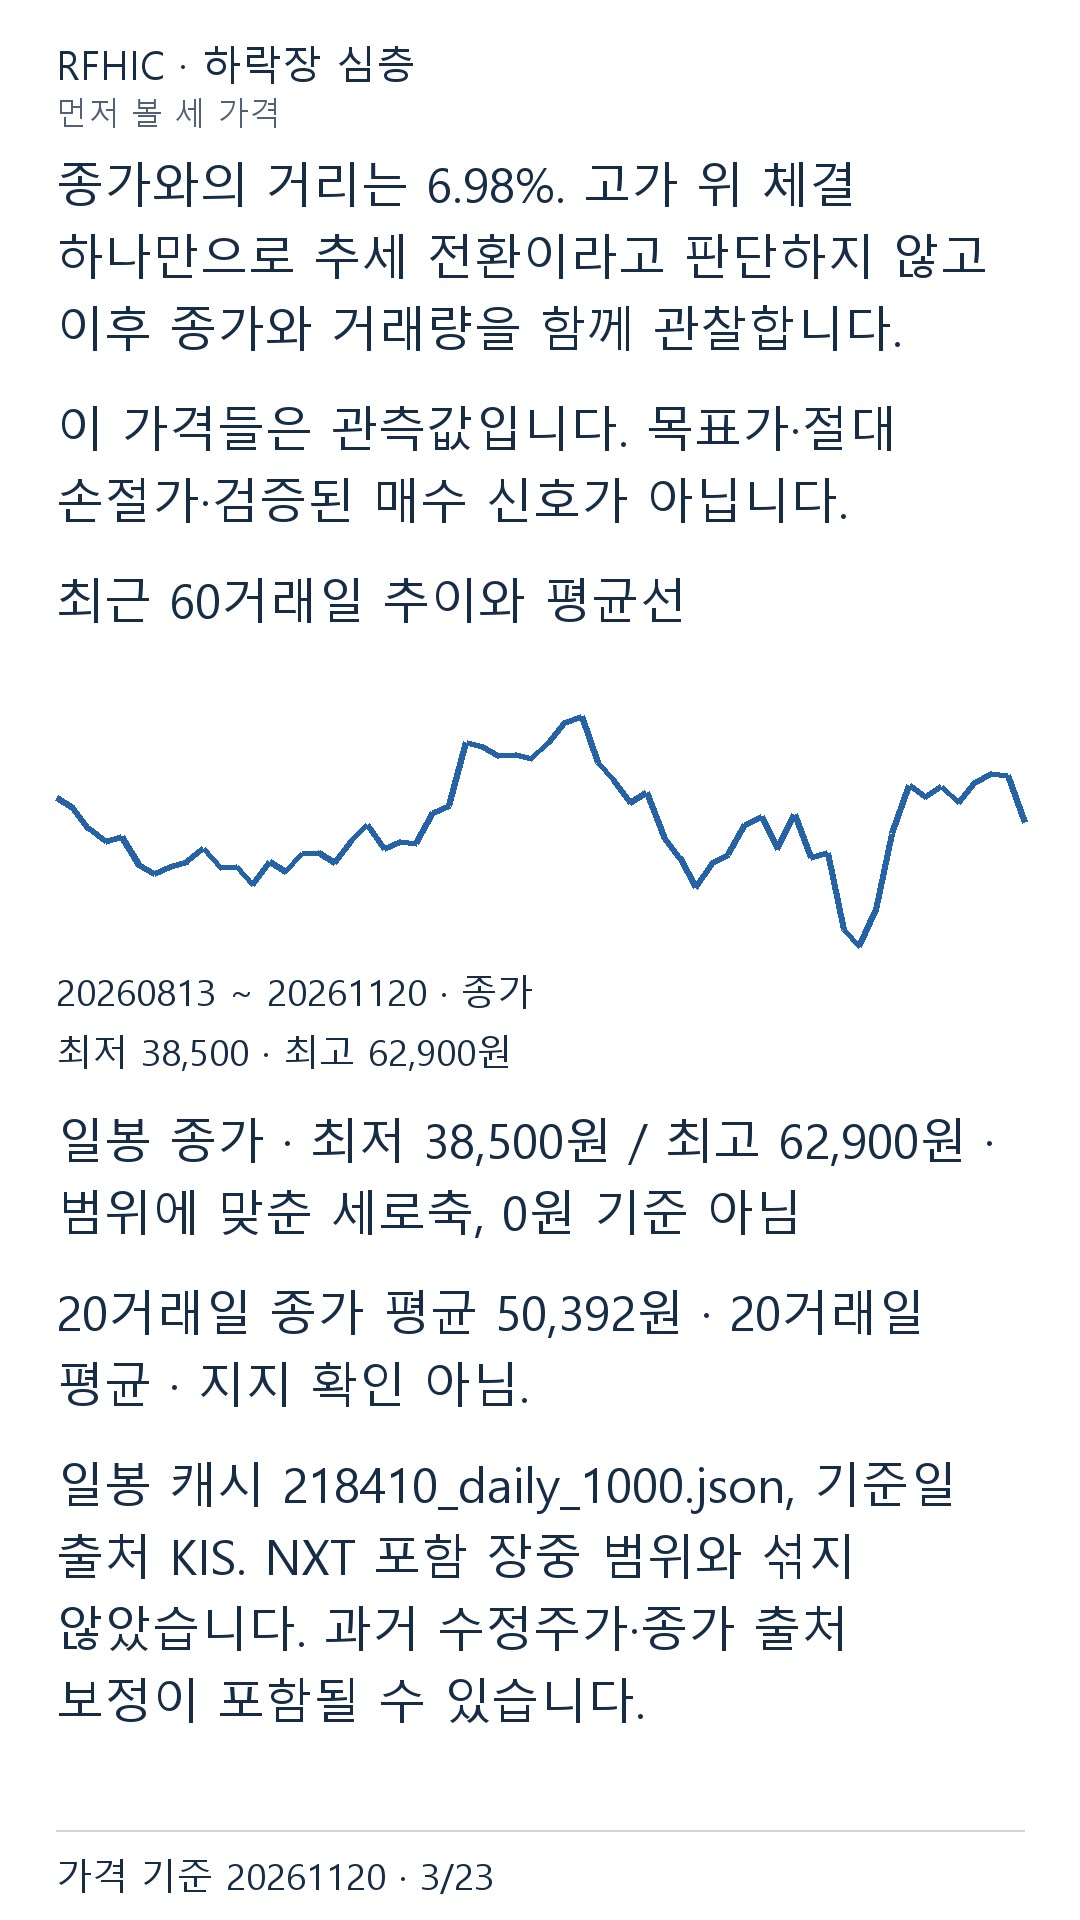 RFHIC · 하락장 심층
먼저 볼 세 가격
종가와의 거리는 6.98%. 고가 위 체결
하나만으로 추세 전환이라고 판단하지 않고
이후 종가와 거래량을 함께 관찰합니다.
이 가격들은 관측값입니다. 목표가·절대
손절가·검증된 매수 신호가 아닙니다.
최근 60거래일 추이와 평균선
20260813 ~ 20261120 · 종가
최저 38,500 · 최고 62,900원
일봉 종가 · 최저 38,500원 / 최고 62,900원 ·
범위에 맞춘 세로축, 0원 기준 아님
20거래일 종가 평균 50,392원 · 20거래일
평균 · 지지 확인 아님.
일봉 캐시 218410_daily_1000.json, 기준일
출처 KIS. NXT 포함 장중 범위와 섞지
않았습니다. 과거 수정주가·종가 출처
보정이 포함될 수 있습니다.
가격 기준 20261120 · 3/23